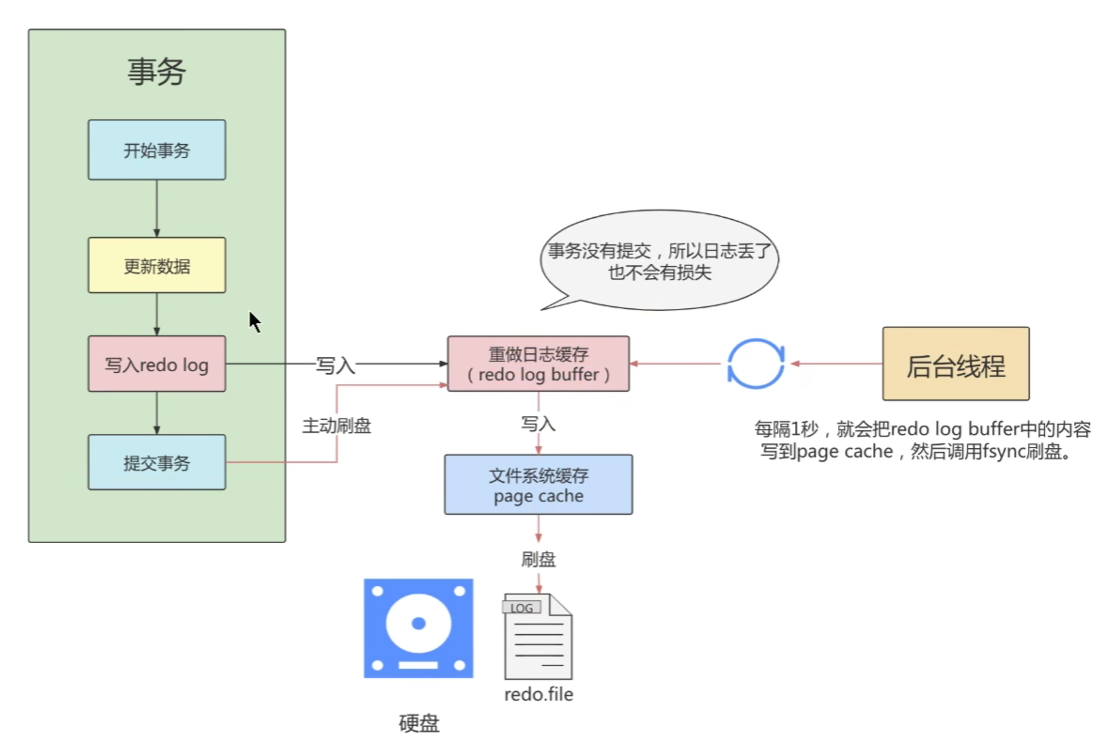 事务
开始事务
更新数据
写入redo log
提交事务
写入
主动刷盘
事务没有提交，所以日志丢了
也不会有损失
重做日志缓存
（redo log buffer）
写入
文件系统缓存
page cache
刷盘
LOG
redo.file
硬盘
后台线程
每隔1秒，就会把redo log buffer中的内容
写到page cache，然后调用fsync刷盘。